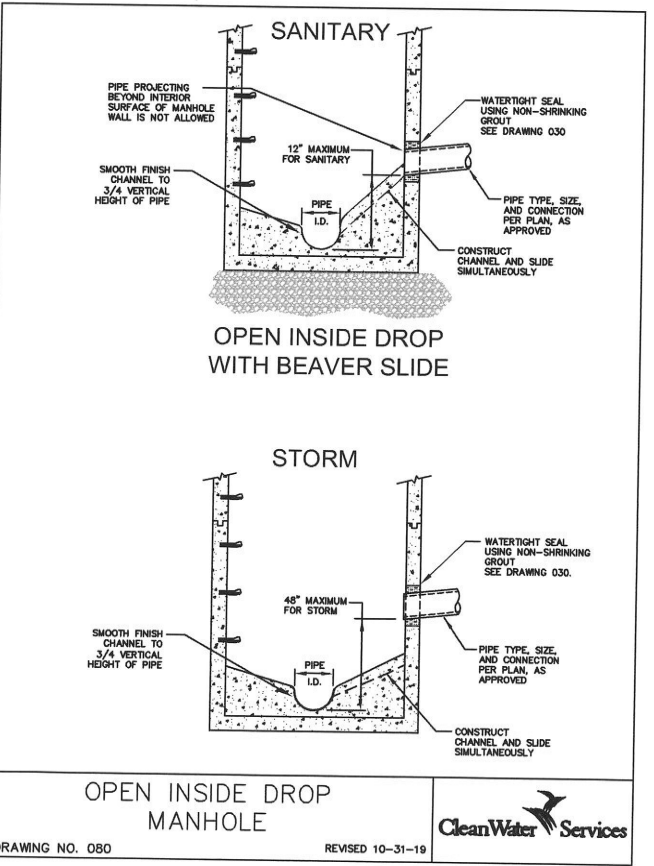 SANITARY
PIPE PROJECTING
BEYOND INTERIOR
SURFACE OF MANHOLE
WALL IS NOT ALLOWED
WATERTIGHT SEAL
USING NON-SHRINKING
GROUT
SEE DRAWING 030
12" MAXIMUM
FOR SANITARY
SMOOTH FINISH
CHANNEL TO
3/4 VERTICAL
HEIGHT OF PIPE
PIPE
I.D.
PIPE TYPE, SIZE,
AND CONNECTION
PER PLAN, AS
APPROVED
CONSTRUCT
CHANNEL AND SLIDE
SIMULTANEOUSLY
OPEN INSIDE DROP
WITH BEAVER SLIDE
STORM
WATERTIGHT SEAL
USING NON-SHRINKING
GROUT
SEE DRAWING 030.
48" MAXIMUM
FOR STORM
SMOOTH FINISH
CHANNEL TO
3/4 VERTICAL
HEIGHT OF PIPE
PIPE
I.D.
PIPE TYPE, SIZE,
AND CONNECTION
PER PLAN, AS
APPROVED
CONSTRUCT
CHANNEL AND SLIDE
SIMULTANEOUSLY
OPEN INSIDE DROP
MANHOLE
RAWING NO. 080
REVISED 10-31-19
CleanWater Services